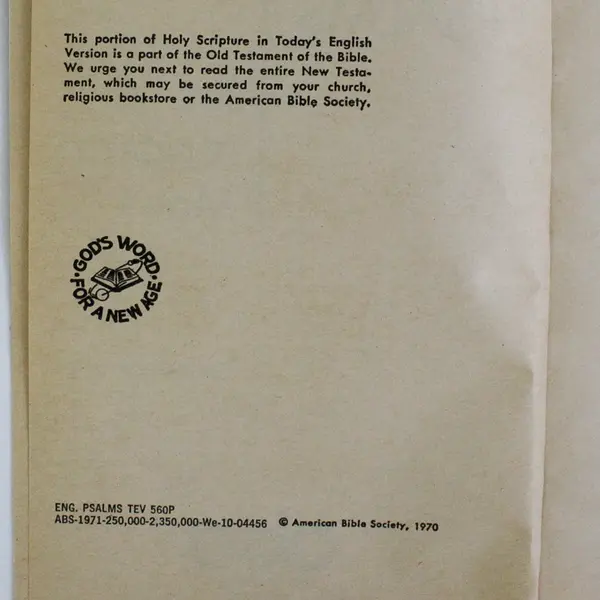 This portion of Holy Scripture in Today's English
Version is a part of the Old Testament of the Bible.
We urge you next to read the entire New Testa-
ment, which may be secured from your church,
religious bookstore or the American Bible Society.
·GOD'S WORD·
FOR A NEW AGE
ENG. PSALMS TEV 560P
ABS-1971-250,000-2,350,000-We-10-04456 © American Bible Society, 1970